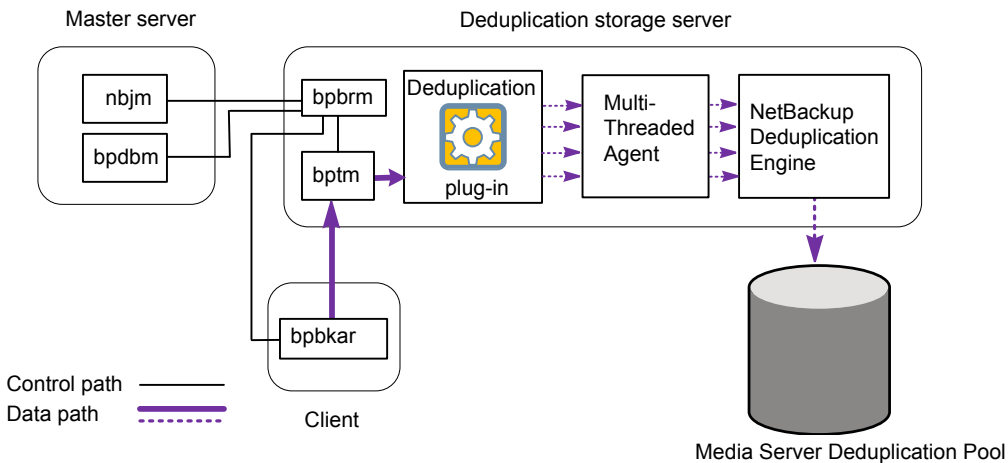 Master server
Deduplication storage server
nbjm
bpdbm
bpbrm
bptm
Deduplication
plug-in
Multi-
Threaded
Agent
NetBackup
Deduplication
Engine
bpbkar
Client
Control path
Data path
Media Server Deduplication Pool